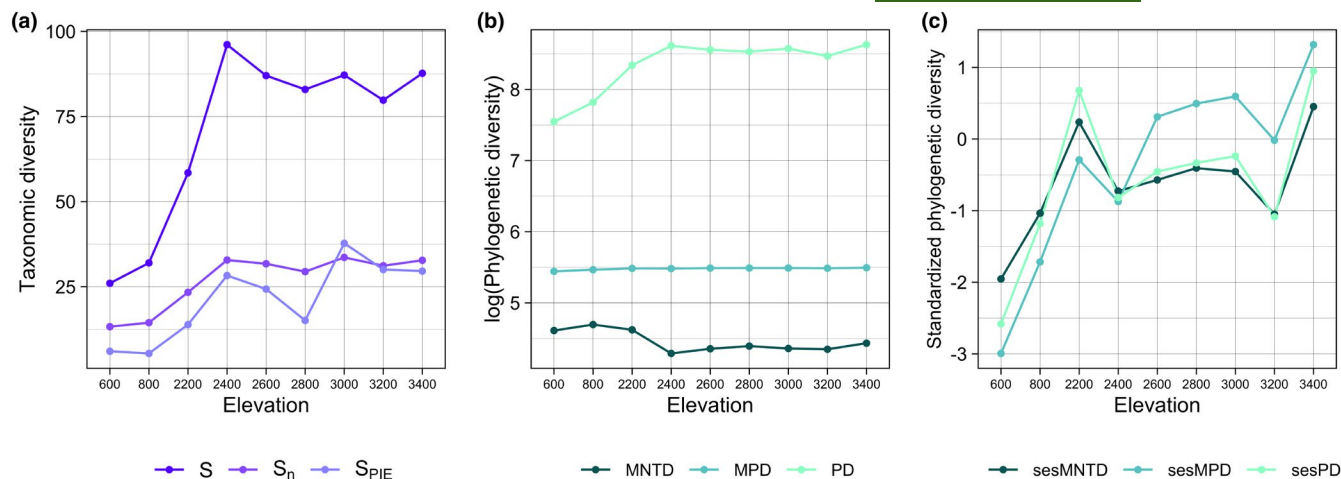 (a)
Taxonomic diversity
100
75
50
25
600 800 2200 2400 2600 2800 3000 3200 3400
Elevation
S Sn SPIE
(b)
log(Phylogenetic diversity)
8
7
6
5
600 800 2200 2400 2600 2800 3000 3200 3400
Elevation
MNTD MPD PD
(c)
Standardized phylogenetic diversity
1
0
-1
-2
-3
600 800 2200 2400 2600 2800 3000 3200 3400
Elevation
sesMNTD sesMPD sesPD